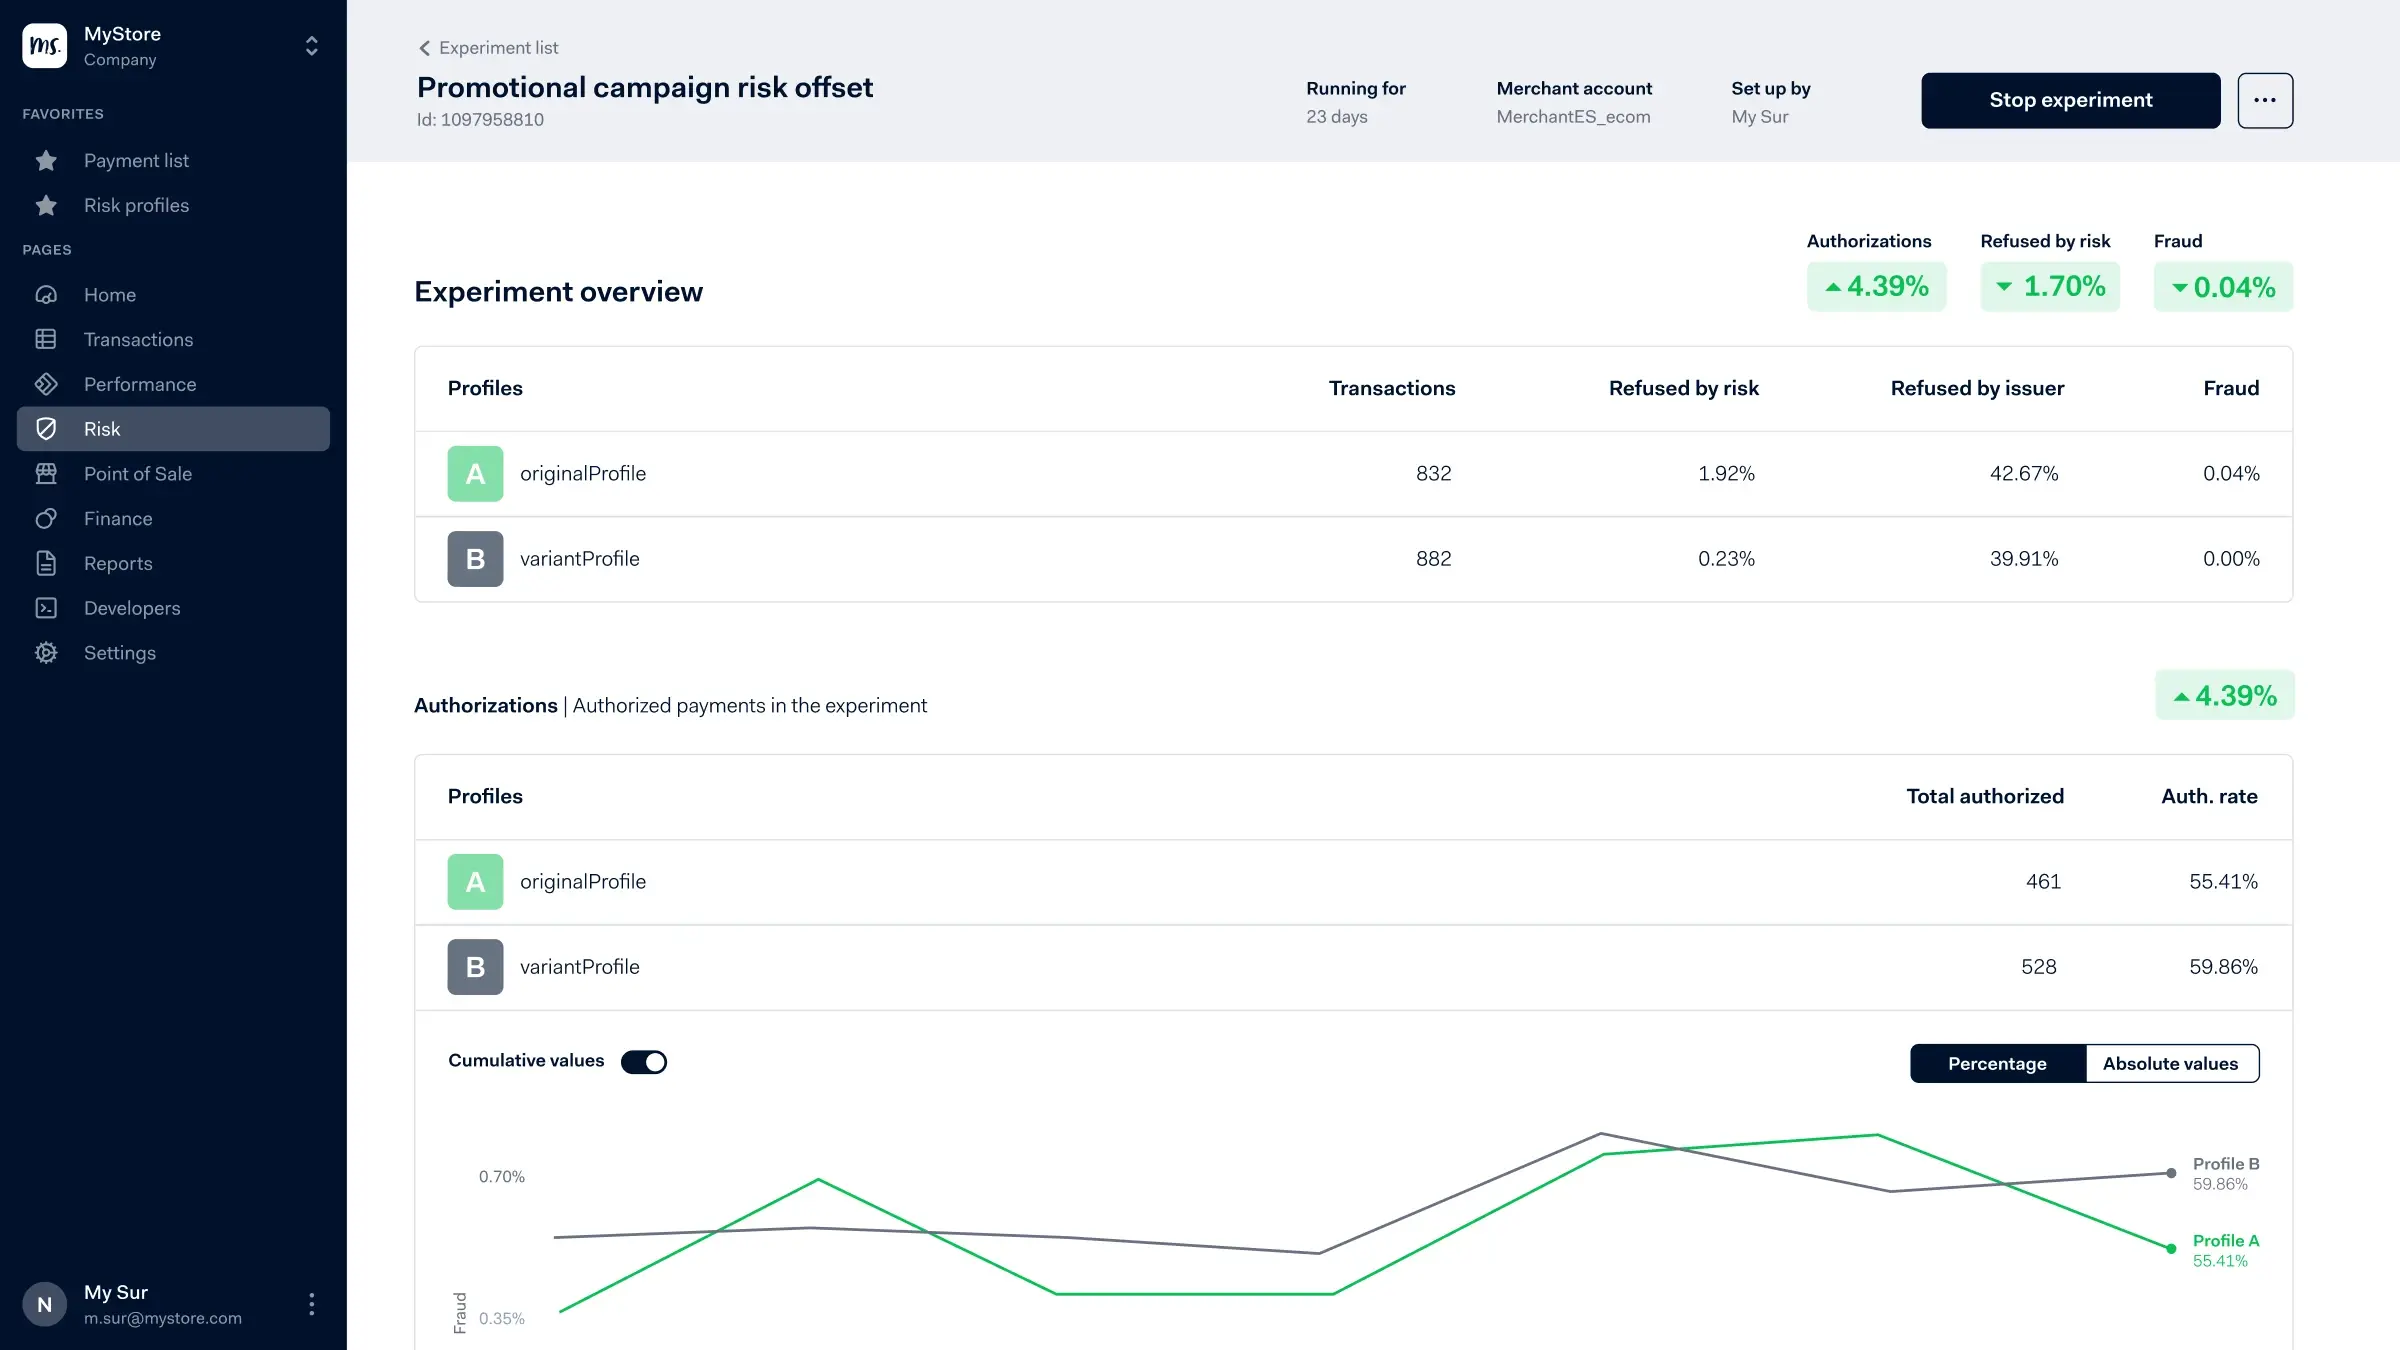 ms.
MyStore
Company
FAVORITES
Payment list
Risk profiles
PAGES
Home
Transactions
Performance
Risk
Point of Sale
Finance
Reports
Developers
Settings
N
My Sur
m.sur@mystore.com
Experiment list
Promotional campaign risk offset
Id: 1097958810
Running for
23 days
Merchant account
MerchantES_ecom
Set up by
My Sur
Stop experiment
Experiment overview
Authorizations Refused by risk Fraud
4.39% 1.70% 0.04%
Profiles Transactions Refused by risk Refused by issuer Fraud
A originalProfile 832 1.92% 42.67% 0.04%
B variantProfile 882 0.23% 39.91% 0.00%
Authorizations | Authorized payments in the experiment 4.39%
Profiles Total authorized Auth. rate
A originalProfile 461 55.41%
B variantProfile 528 59.86%
Cumulative values Percentage Absolute values
0.70%
Profile B
59.86%
Profile A
55.41%
Fraud
0.35%